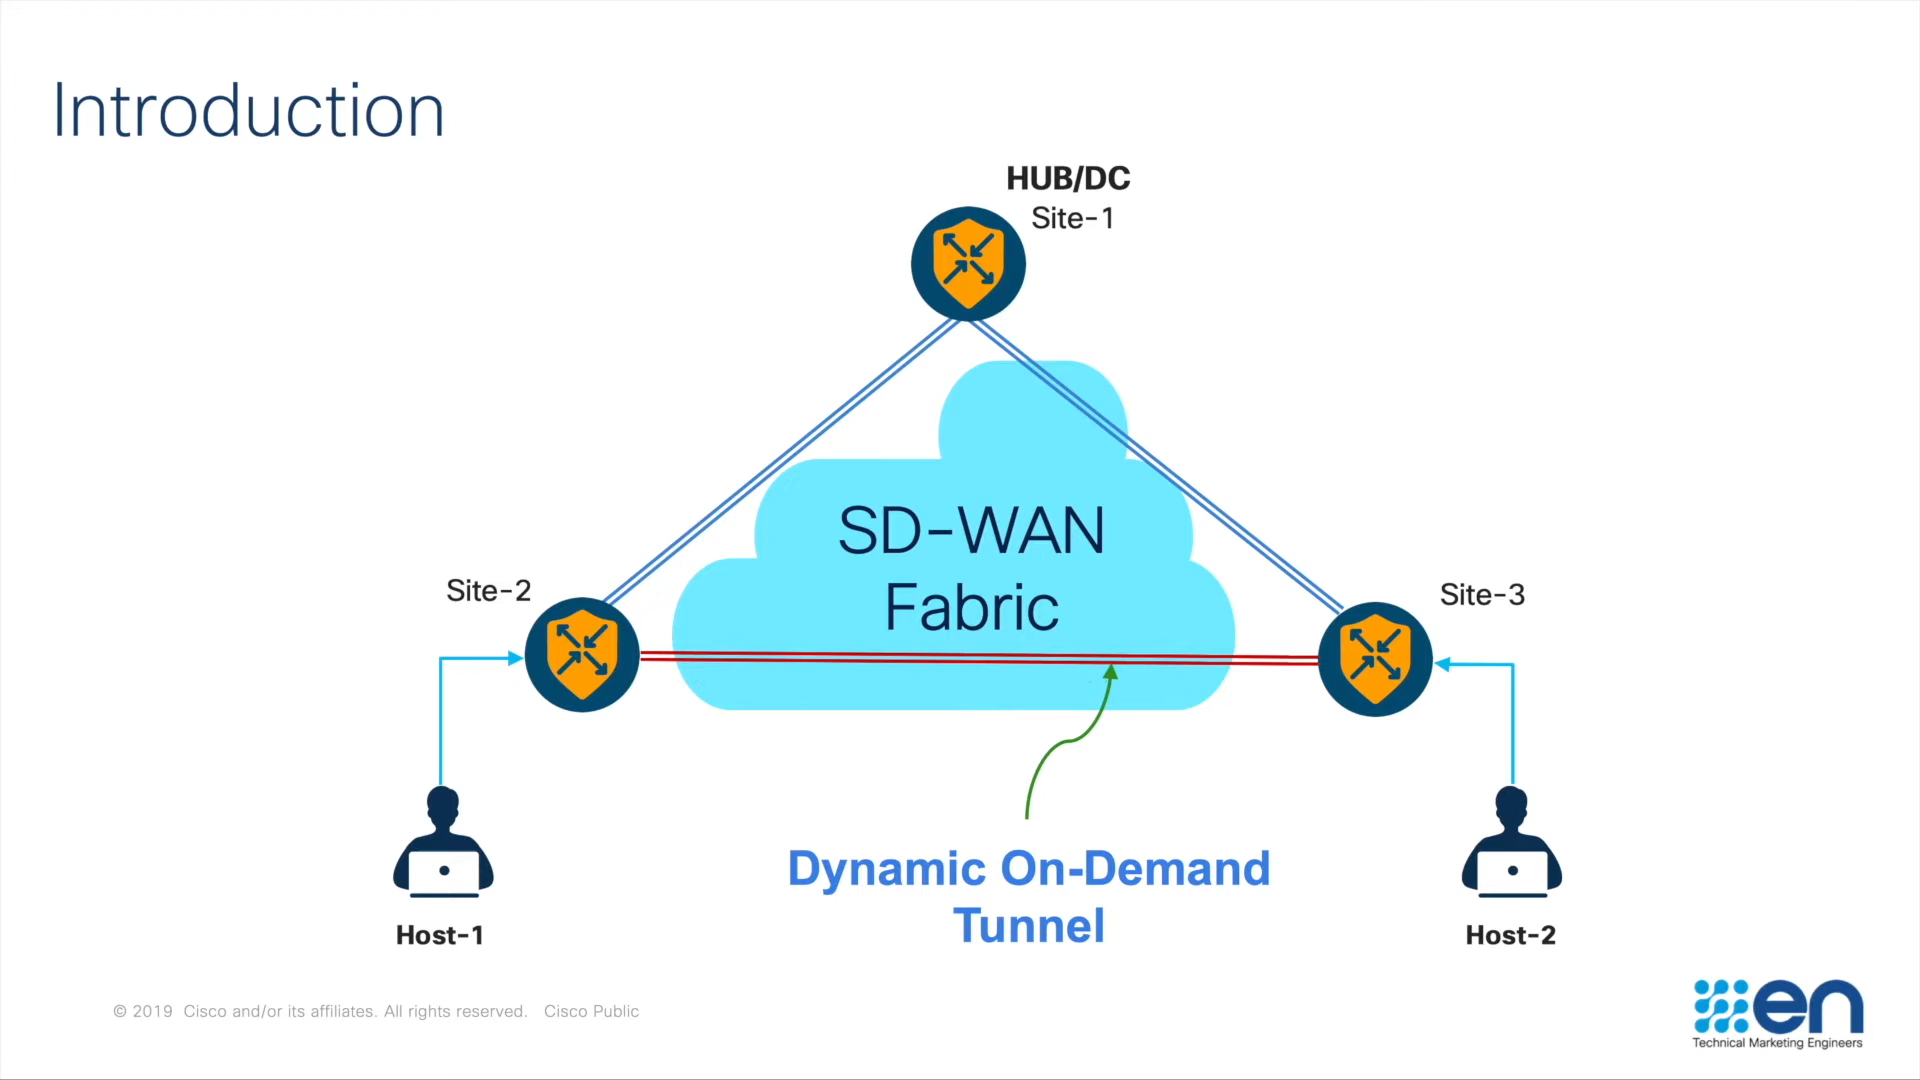 Introduction
HUB/DC
Site-1
SD-WAN
Fabric
Site-2
Site-3
Dynamic On-Demand
Tunnel
Host-1
Host-2
© 2019 Cisco and/or its affiliates. All rights reserved. Cisco Public
en
Technical Marketing Engineers